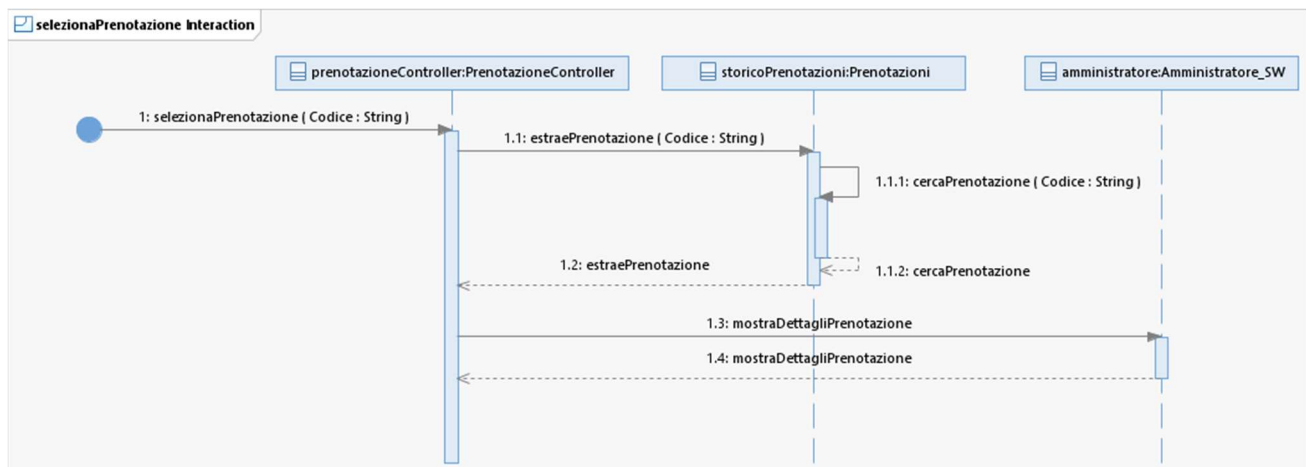 selezionaPrenotazione Interaction
prenotazioneController:PrenotazioneController
storicoPrenotazioni:Prenotazioni
amministratore:Amministratore_SW
1: selezionaPrenotazione ( Codice : String )
1.1: estraePrenotazione ( Codice : String )
1.1.1: cercaPrenotazione ( Codice : String )
1.2: estraePrenotazione
1.1.2: cercaPrenotazione
1.3: mostraDettagliPrenotazione
1.4: mostraDettagliPrenotazione